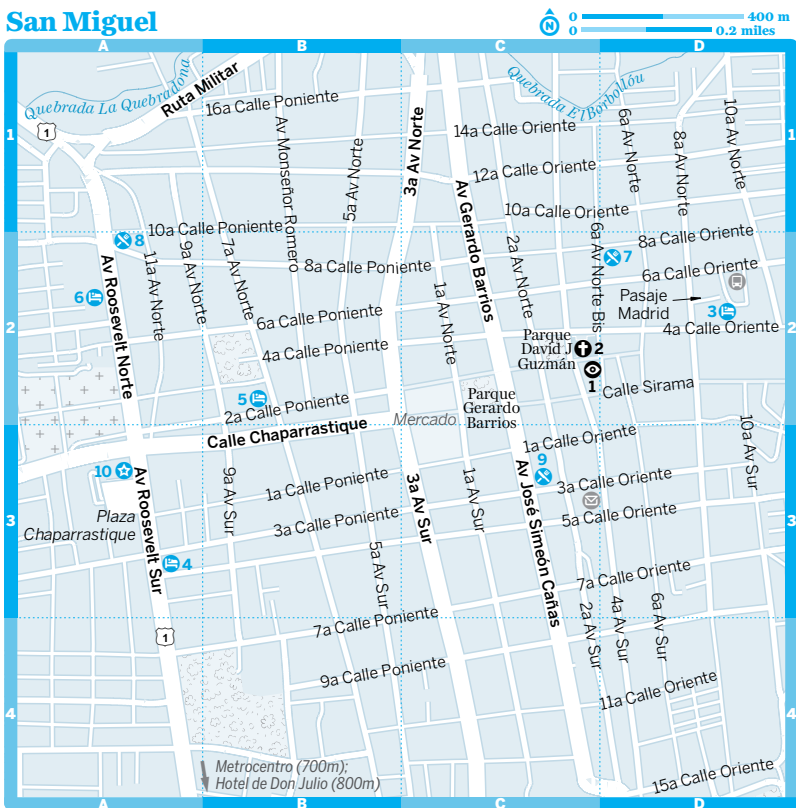 San Miguel
0 400 m
0 0.2 miles
A B C D
Quebrada La Quebradona
Ruta Militar
Quebrada El Borbollóu
1
1
1
16a Calle Poniente
14a Calle Oriente
12a Calle Oriente
10a Calle Oriente
Av Monseñor Romero
5a Av Norte
3a Av Norte
Av Gerardo Barrios
6a Av Norte
8a Av Norte
10a Av Norte
10a Calle Poniente
8
9a Av Norte
7a Av Norte
11a Av Norte
8a Calle Poniente
2a Av Norte
6a Av Norte Bis
7
8a Calle Oriente
6a Calle Oriente
Av Roosevelt Norte
6
1a Av Norte
Pasaje
Madrid
3
2
2
6a Calle Poniente
4a Calle Poniente
4a Calle Oriente
Parque
David J
Guzmán
2
1
Calle Sirama
5
2a Calle Poniente
Mercado
Parque
Gerardo
Barrios
Calle Chaparrastique
1a Calle Oriente
10a Av Sur
10
Av Roosevelt Sur
9a Av Sur
1a Calle Poniente
3a Av Sur
1a Av Sur
9
3a Calle Oriente
5a Calle Oriente
Av José Simeón Cañas
3
3
Plaza
Chaparrastique
3a Calle Poniente
5a Av Sur
4
7a Calle Oriente
1
7a Calle Poniente
2a Av Sur
4a Av Sur
6a Av Sur
9a Calle Poniente
11a Calle Oriente
4
4
Metrocentro (700m);
Hotel de Don Julio (800m)
15a Calle Oriente
A B C D